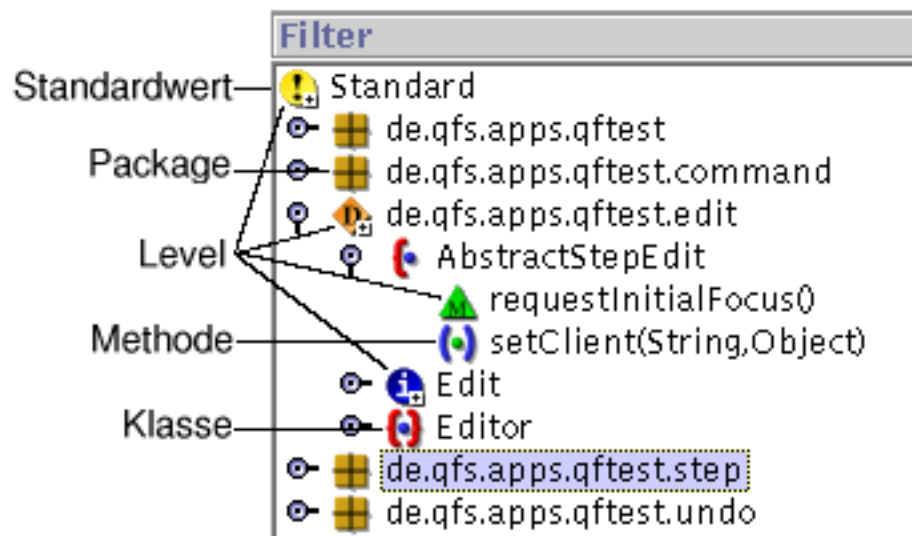 Filter
Standardwert Standard
de.qfs.apps.qftest
Package de.qfs.apps.qftest.command
D de.qfs.apps.qftest.edit
Level AbstractStepEdit
M requestInitialFocus()
Methode setClient(String,Object)
i Edit
Klasse Editor
de.qfs.apps.qftest.step
de.qfs.apps.qftest.undo